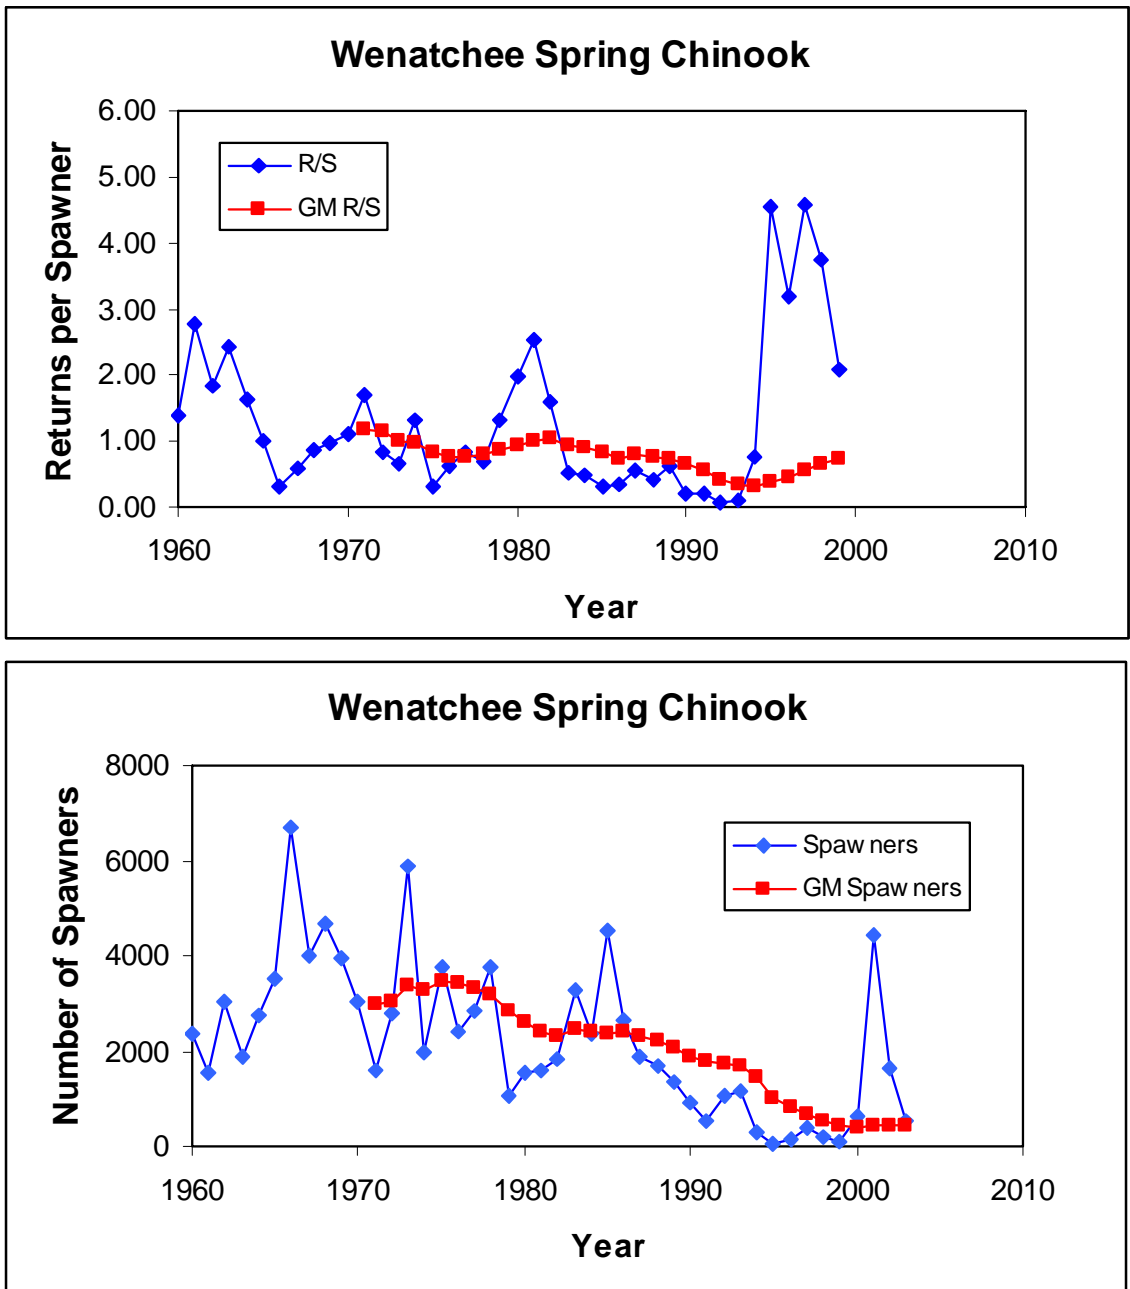 Wenatchee Spring Chinook
6.00
5.00
4.00
3.00
2.00
1.00
0.00
Returns per Spawner
R/S
GM R/S
1960 1970 1980 1990 2000 2010
Year
Wenatchee Spring Chinook
8000
6000
4000
2000
0
Number of Spawners
Spaw ners
GM Spaw ners
1960 1970 1980 1990 2000 2010
Year